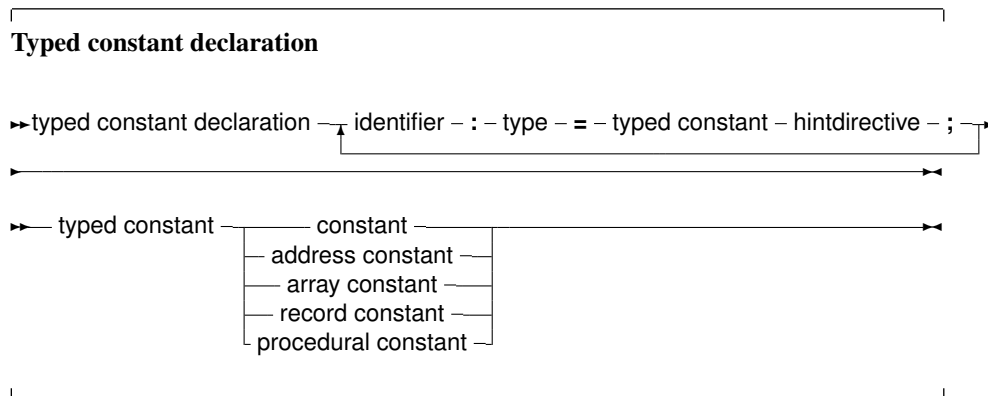 Typed constant declaration
typed constant declaration identifier : type = typed constant hintdirective ;
typed constant constant
address constant
array constant
record constant
procedural constant